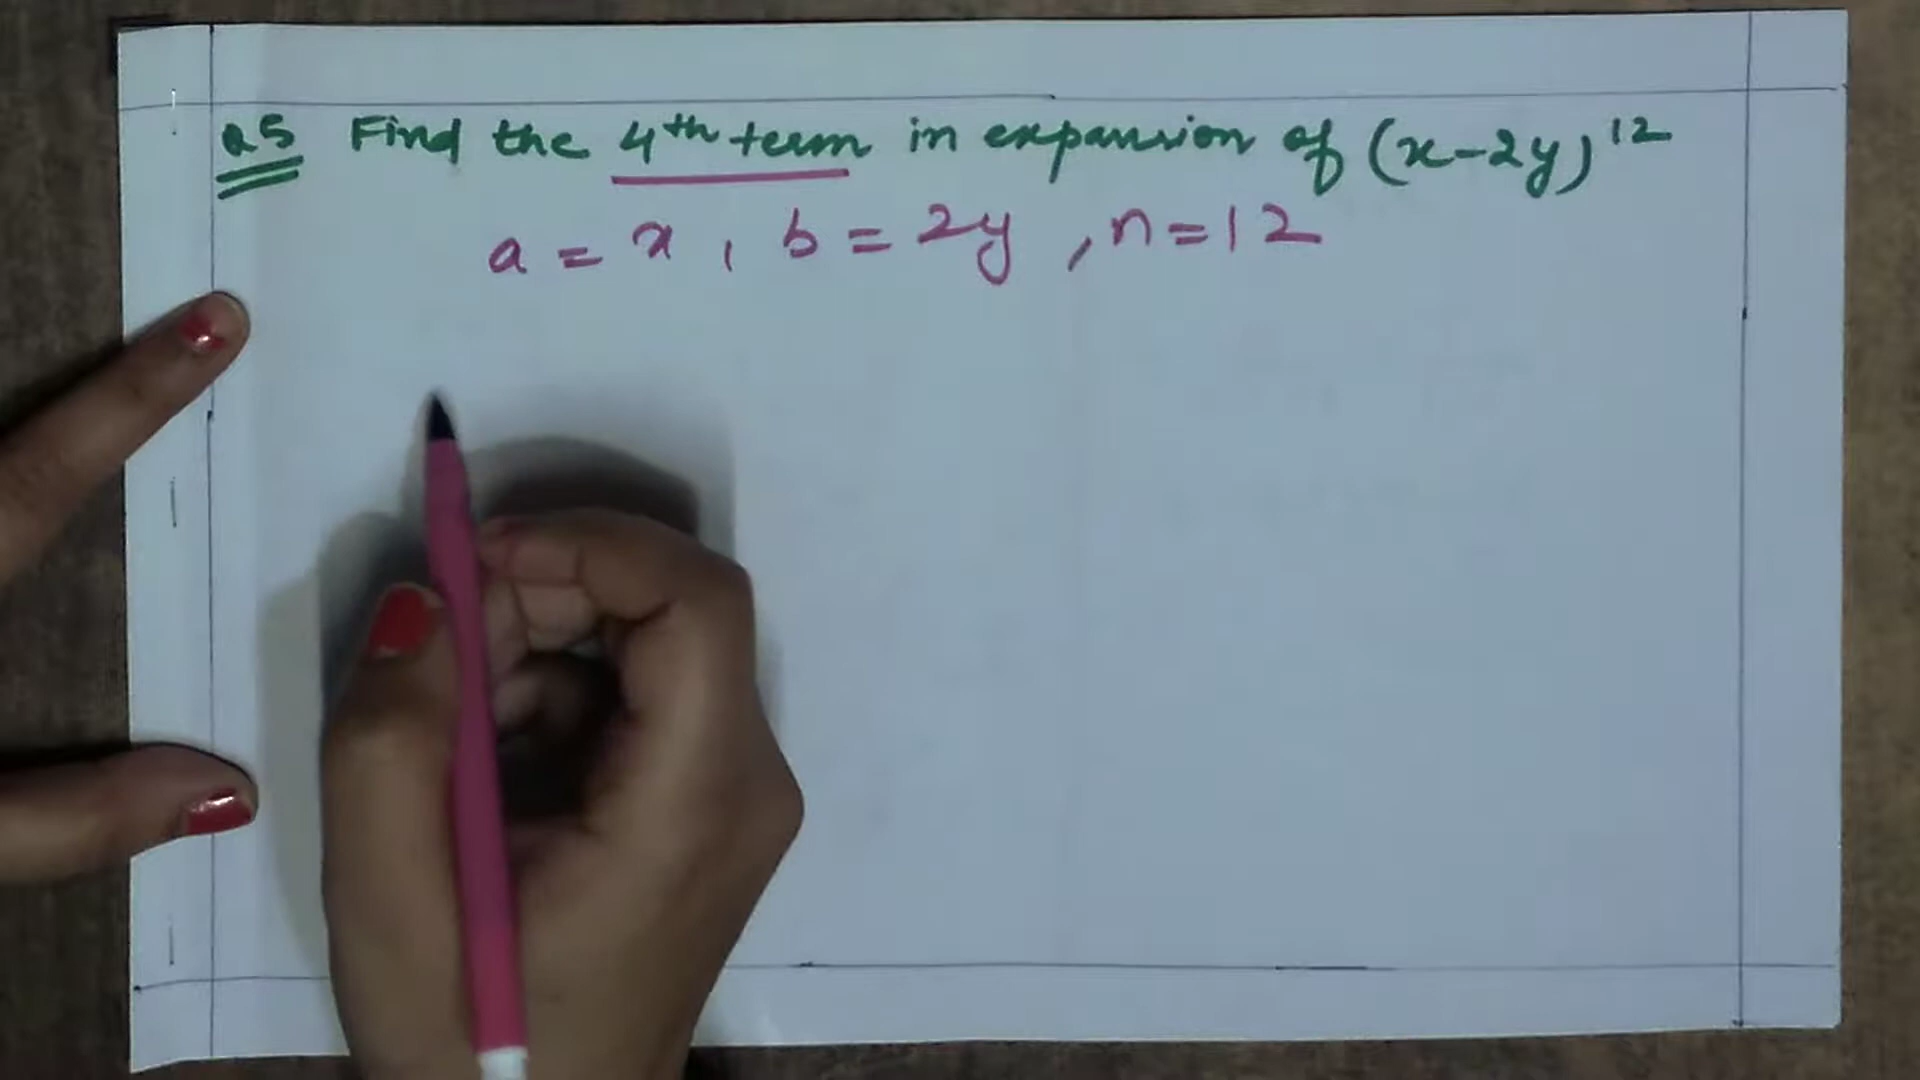 Q5 Find the 4th term in expansion of (x-2y)¹²
a = x, b = 2y, n=12